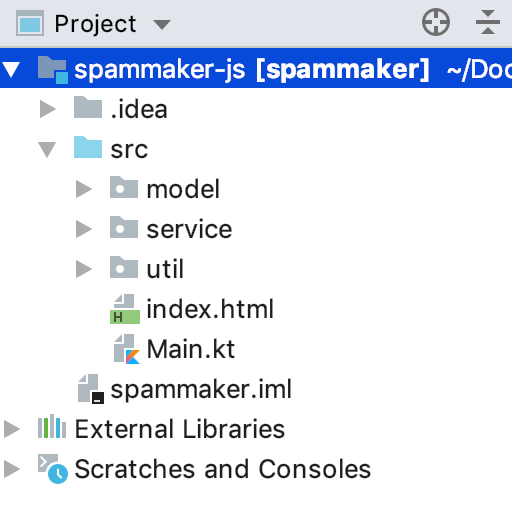 Project
spammaker-js [spammaker] ~/Doc
.idea
src
model
service
util
index.html
H
Main.kt
spammaker.iml
External Libraries
Scratches and Consoles